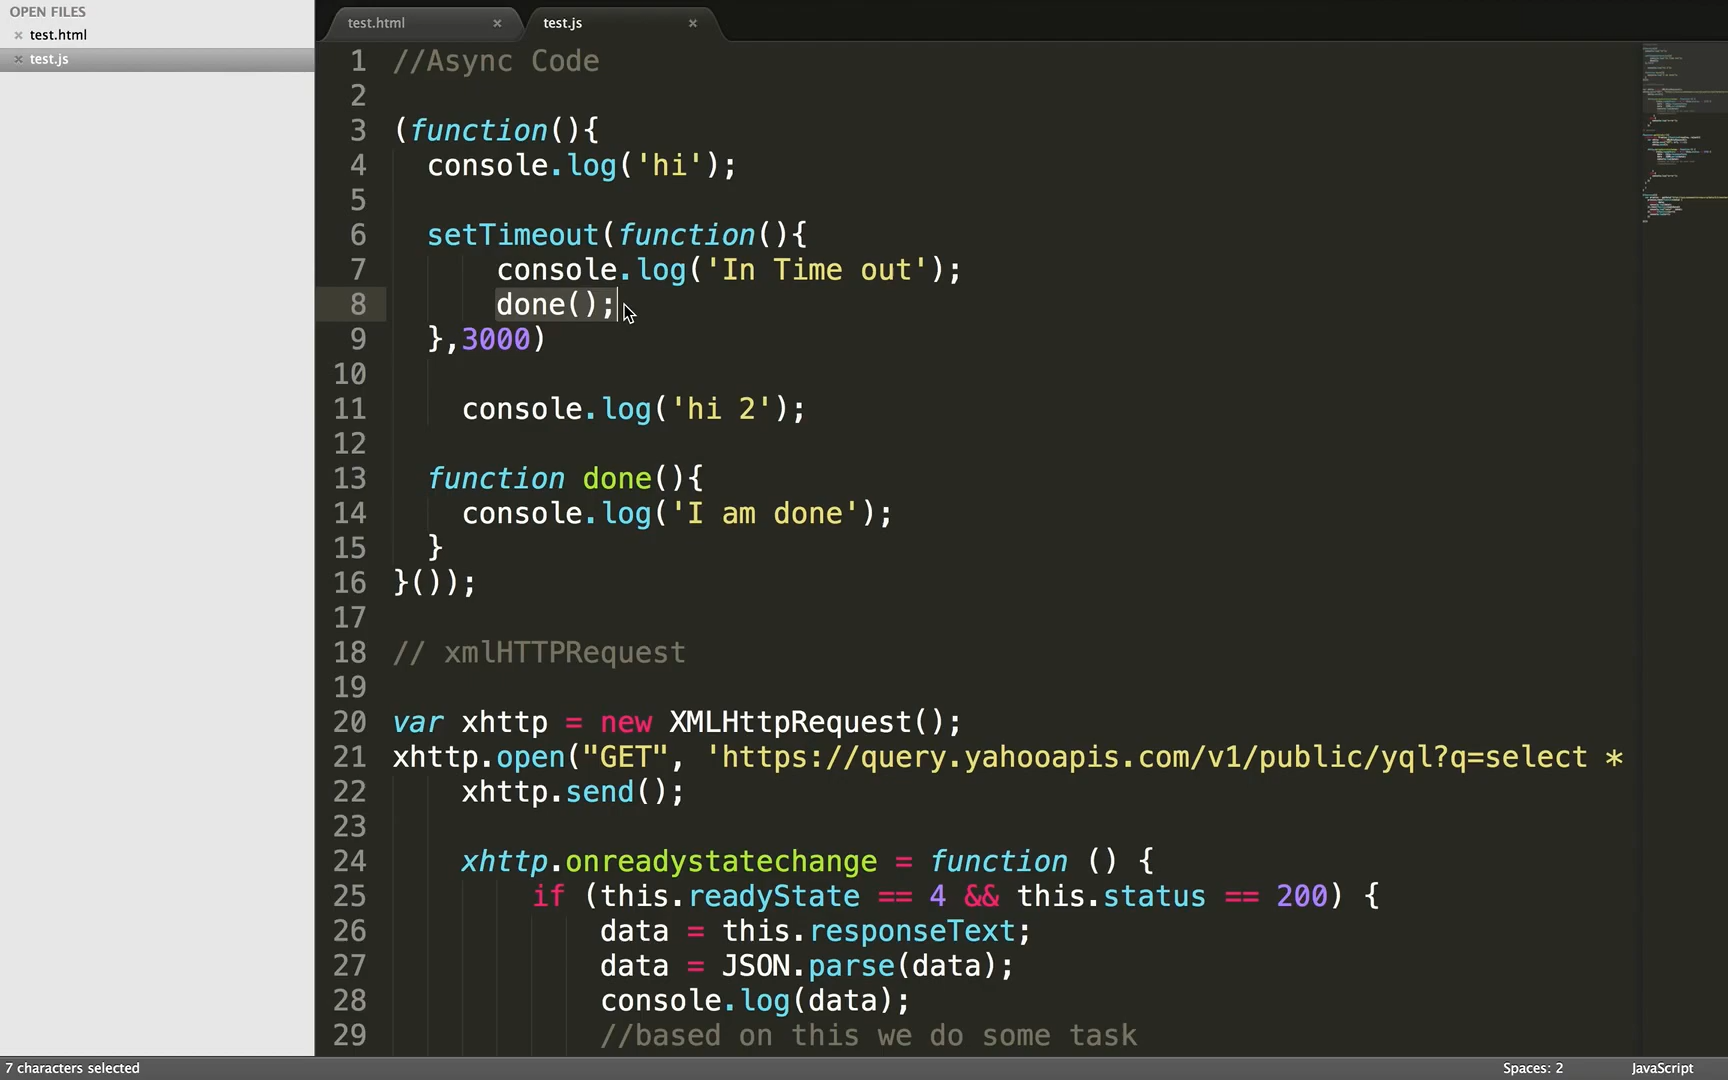 OPEN FILES
× test.html
× test.js
test.html ×
test.js ×
1 //Async Code
2
3 (function(){
4 console.log('hi');
5
6 setTimeout(function(){
7 console.log('In Time out');
8 done();
9 },3000)
10
11 console.log('hi 2');
12
13 function done(){
14 console.log('I am done');
15 }
16 }());
17
18 // xmlHTTPRequest
19
20 var xhttp = new XMLHttpRequest();
21 xhttp.open("GET", 'https://query.yahooapis.com/v1/public/yql?q=select *
22 xhttp.send();
23
24 xhttp.onreadystatechange = function () {
25 if (this.readyState == 4 && this.status == 200) {
26 data = this.responseText;
27 data = JSON.parse(data);
28 console.log(data);
29 //based on this we do some task
7 characters selected
Spaces: 2
JavaScript